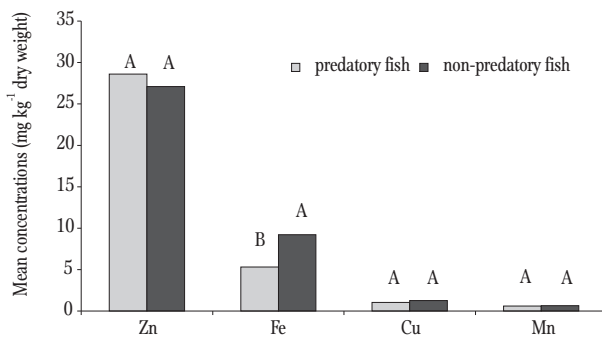 Mean concentrations (mg kg⁻¹ dry weight)
35
30
25
20
15
10
5
0
predatory fish
non-predatory fish
A A
B A
A A
A A
Zn Fe Cu Mn